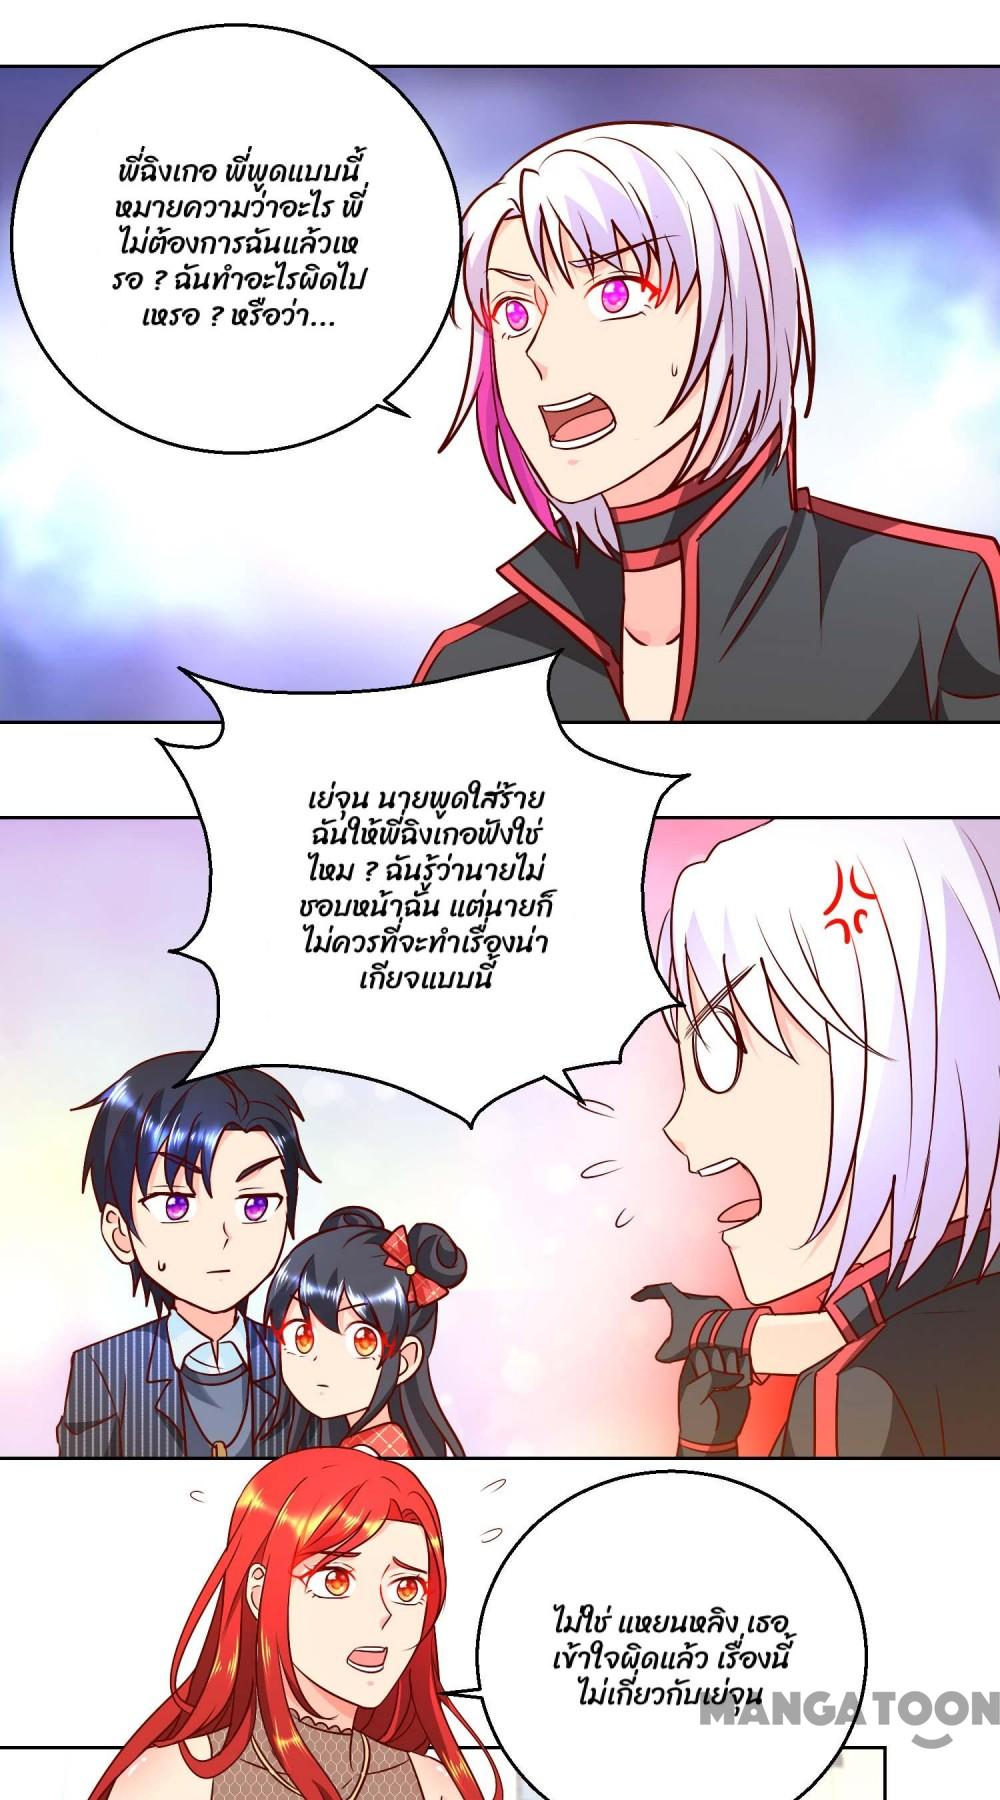 พี่ฉิงเกอ พี่พูดแบบนี้
หมายความว่าอะไร พี่
ไม่ต้องการฉันแล้วเห
รอ ? ฉันทำอะไรผิดไป
เหรอ ? หรือว่า...
เย่จุน นายพูดใส่ร้าย
ฉันให้พี่ฉิงเกอฟังใช่
ไหม ? ฉันรู้ว่านายไม่
ชอบหน้าฉัน แต่นายก็
ไม่ควรที่จะทำเรื่องน่า
เกียจแบบนี้
ไม่ใช่ แหยนหลิง เธอ
เข้าใจผิดแล้ว เรื่องนี้
ไม่เกี่ยวกับเย่จุน
MANGATOON